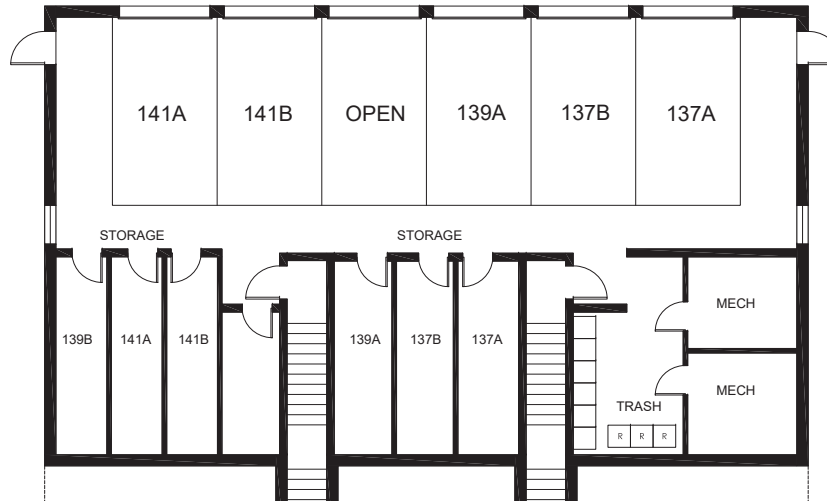 141A
141B
OPEN
139A
137B
137A
STORAGE
STORAGE
139B
141A
141B
139A
137B
137A
MECH
MECH
TRASH
R R R